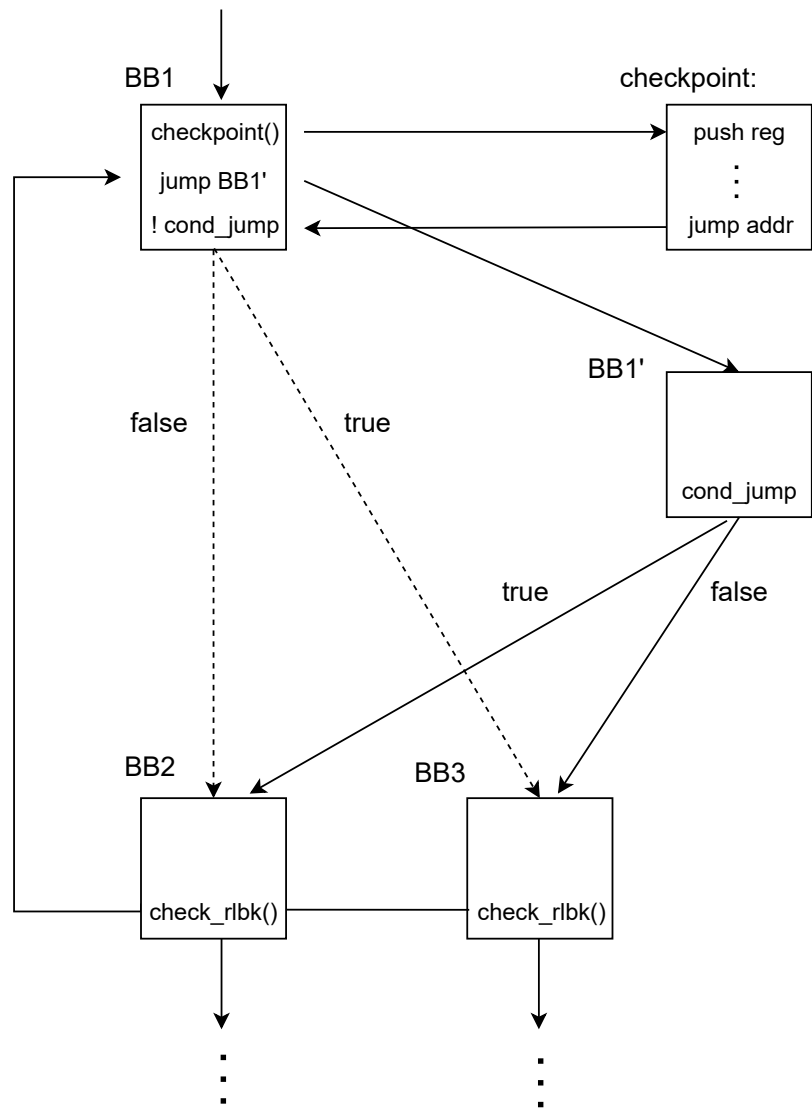 BB1
checkpoint()
jump BB1'
! cond_jump
checkpoint:
push reg
jump addr
BB1'
cond_jump
false
true
true
false
BB2
check_rlbk()
BB3
check_rlbk()